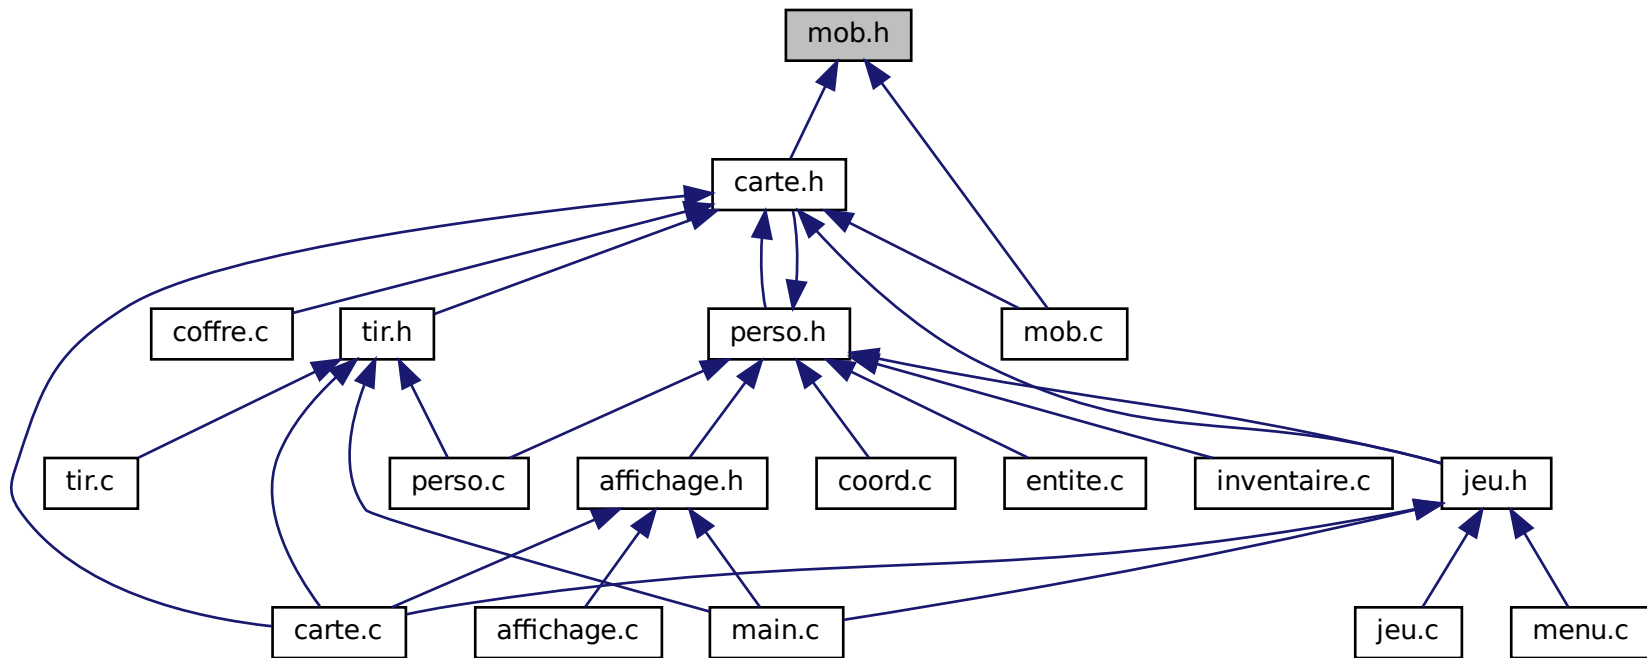 mob.h
carte.h
coffre.c
tir.h
perso.h
mob.c
tir.c
perso.c
affichage.h
coord.c
entite.c
inventaire.c
jeu.h
carte.c
affichage.c
main.c
jeu.c
menu.c